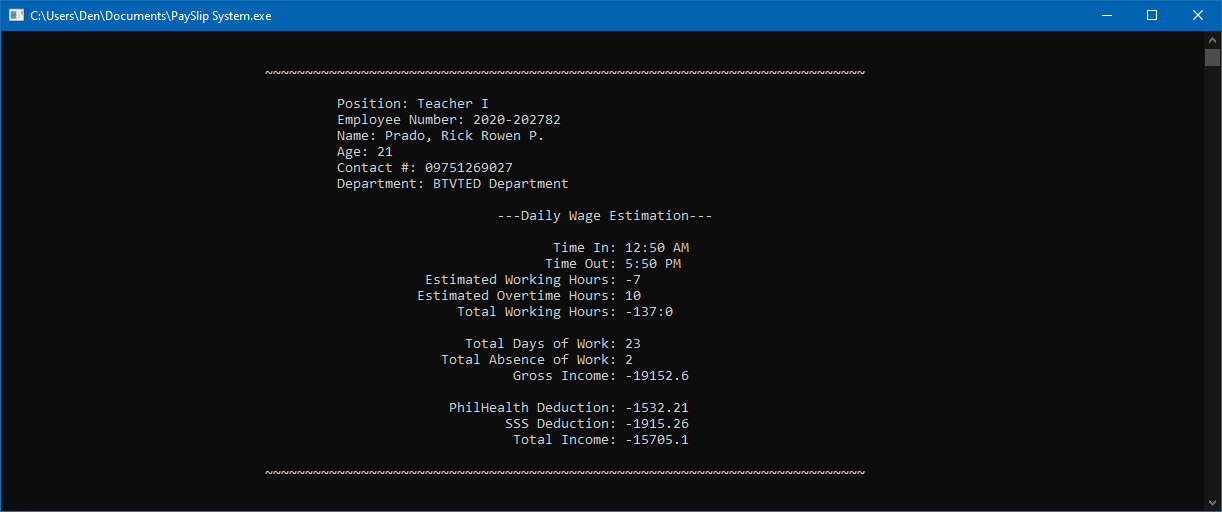 C:\Users\Den\Documents\PaySlip System.exe
~~~~~~~~~~~~~~~~~~~~~~~~~~~~~~~~~~~~~~~~~~~~~~~~~~~~~~~~~~~~~~~~~~~~~~~~~~~
Position: Teacher I
Employee Number: 2020-202782
Name: Prado, Rick Rowen P.
Age: 21
Contact #: 09751269027
Department: BTVTED Department
---Daily Wage Estimation---
Time In: 12:50 AM
Time Out: 5:50 PM
Estimated Working Hours: -7
Estimated Overtime Hours: 10
Total Working Hours: -137:0
Total Days of Work: 23
Total Absence of Work: 2
Gross Income: -19152.6
PhilHealth Deduction: -1532.21
SSS Deduction: -1915.26
Total Income: -15705.1
~~~~~~~~~~~~~~~~~~~~~~~~~~~~~~~~~~~~~~~~~~~~~~~~~~~~~~~~~~~~~~~~~~~~~~~~~~~